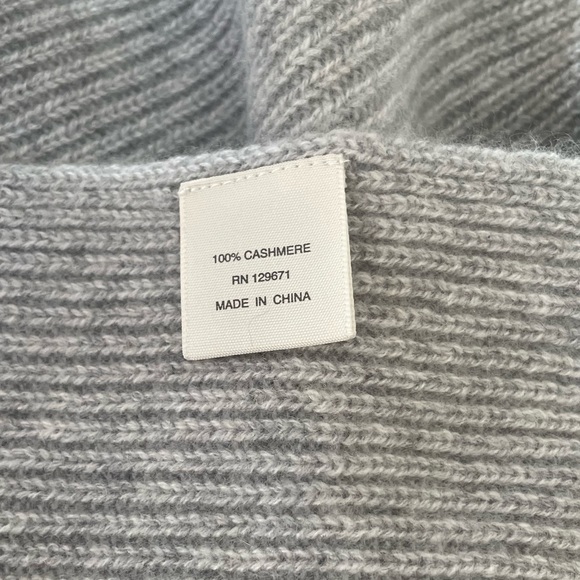 100% CASHMERE
RN 129671
MADE IN CHINA